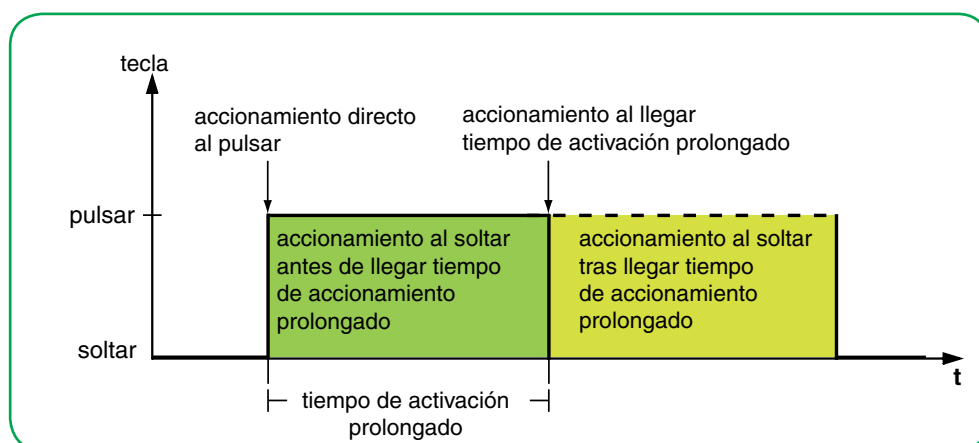 tecla
accionamiento directo
al pulsar
accionamiento al llegar
tiempo de activación prolongado
pulsar
accionamiento al soltar
antes de llegar tiempo
de accionamiento
prolongado
accionamiento al soltar
tras llegar tiempo
de accionamiento
prolongado
soltar
t
tiempo de activación
prolongado